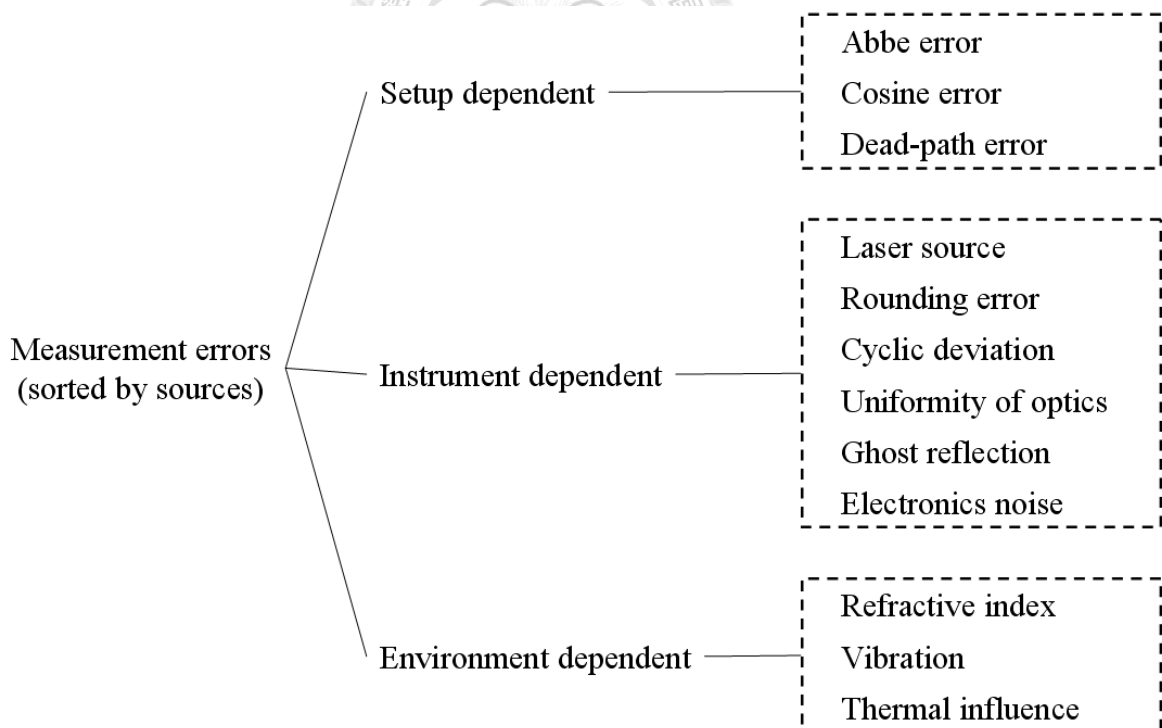 Measurement errors
(sorted by sources)
Setup dependent
Abbe error
Cosine error
Dead-path error
Instrument dependent
Laser source
Rounding error
Cyclic deviation
Uniformity of optics
Ghost reflection
Electronics noise
Environment dependent
Refractive index
Vibration
Thermal influence